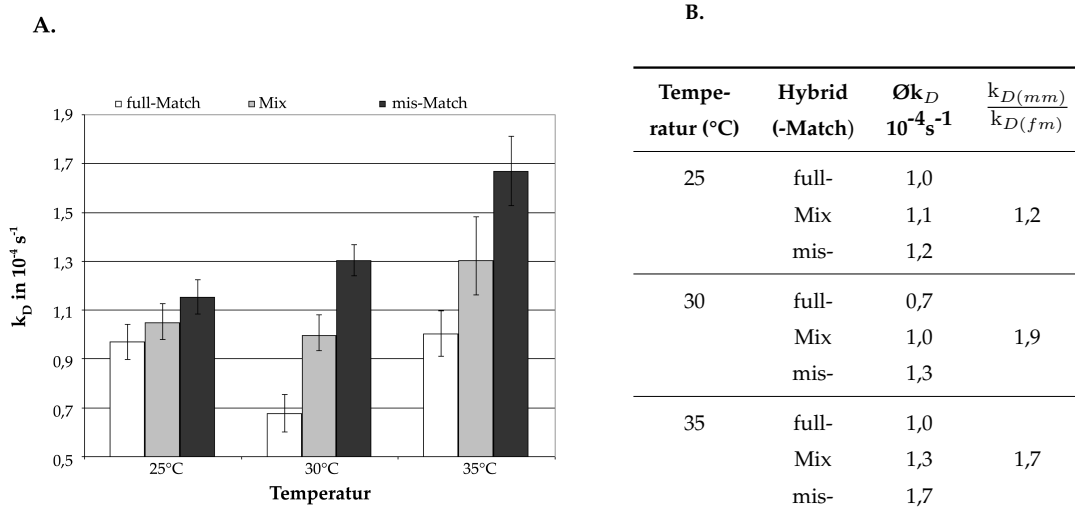 A.
full-Match Mix mis-Match
1,9
1,7
1,5
1,3
1,1
0,9
0,7
0,5
k_D in 10⁻⁴ s⁻¹
25°C 30°C 35°C
Temperatur
B.
Tempe- Hybrid Øk_D k_D(mm)
ratur (°C) (-Match) 10⁻⁴s⁻¹ k_D(fm)
25 full- 1,0
Mix 1,1 1,2
mis- 1,2
30 full- 0,7
Mix 1,0 1,9
mis- 1,3
35 full- 1,0
Mix 1,3 1,7
mis- 1,7